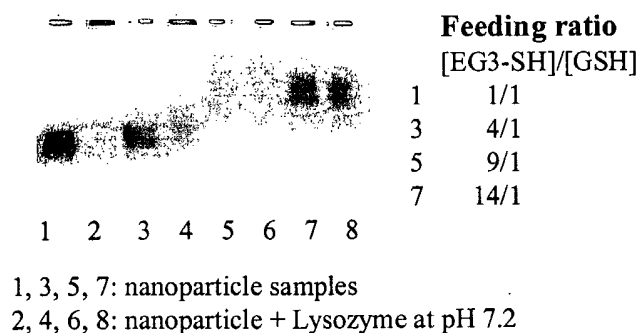 Feeding ratio
[EG3-SH]/[GSH]
1 1/1
3 4/1
5 9/1
7 14/1
1 2 3 4 5 6 7 8
1, 3, 5, 7: nanoparticle samples
2, 4, 6, 8: nanoparticle + Lysozyme at pH 7.2